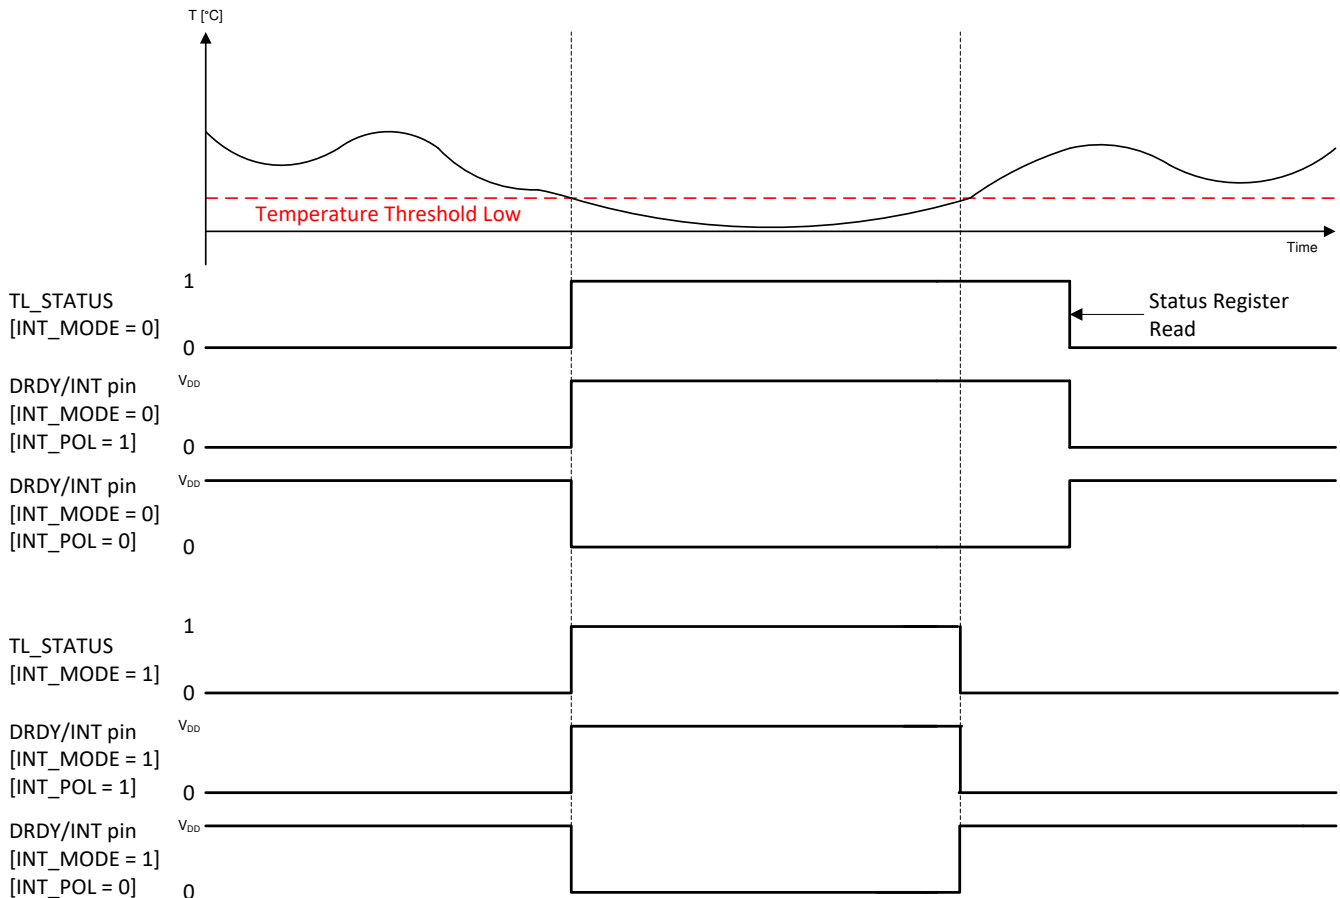 T [°C]
Temperature Threshold Low
Time
1
TL_STATUS
[INT_MODE = 0]
0
Status Register
Read
DRDY/INT pin
[INT_MODE = 0]
[INT_POL = 1]
VDD
0
DRDY/INT pin
[INT_MODE = 0]
[INT_POL = 0]
VDD
0
1
TL_STATUS
[INT_MODE = 1]
0
DRDY/INT pin
[INT_MODE = 1]
[INT_POL = 1]
VDD
0
DRDY/INT pin
[INT_MODE = 1]
[INT_POL = 0]
VDD
0